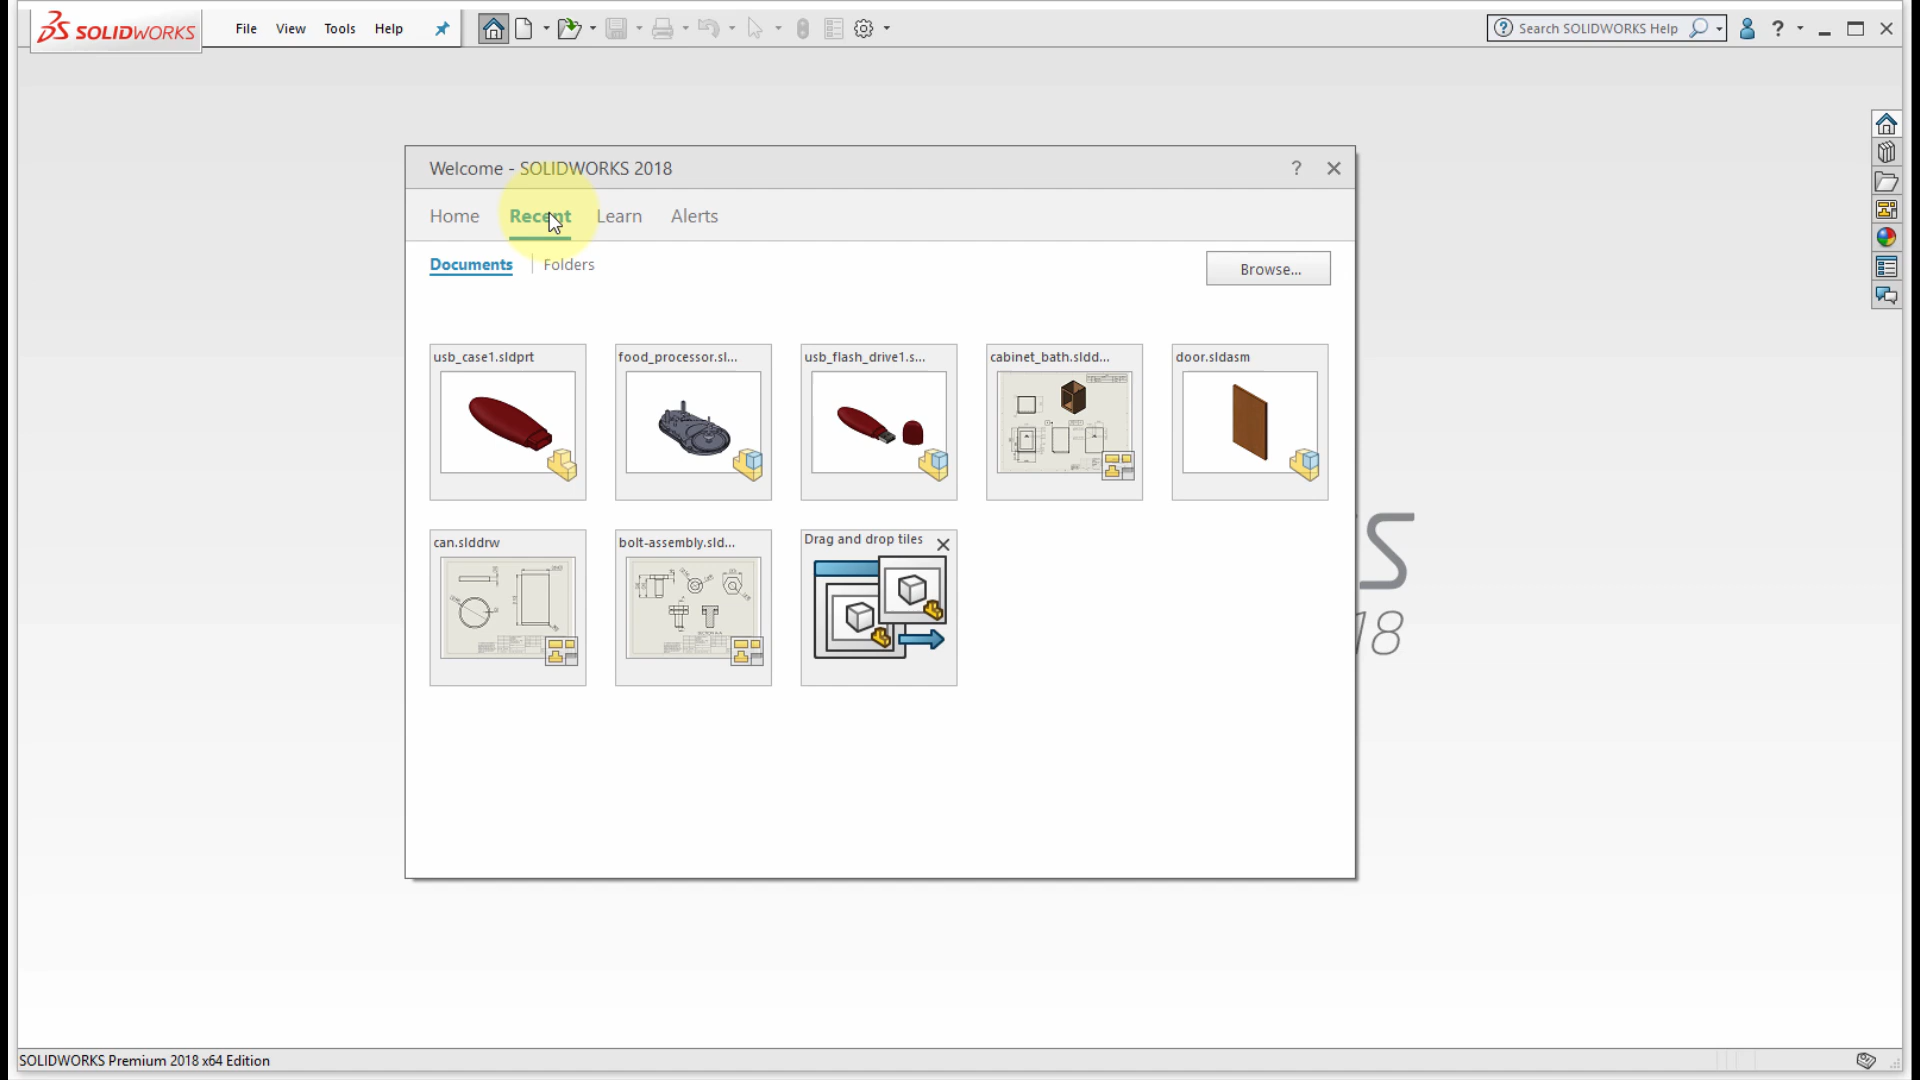 SOLIDWORKS File View Tools Help Search SOLIDWORKS Help ?
Welcome - SOLIDWORKS 2018 ?
Home Recent Learn Alerts
Documents Folders Browse...
usb_case1.sldprt food_processor.sl... usb_flash_drive1.s... cabinet_bath.sldd... door.sldasm
can.slddrw bolt-assembly.sld... Drag and drop tiles
S
18
SOLIDWORKS Premium 2018 x64 Edition